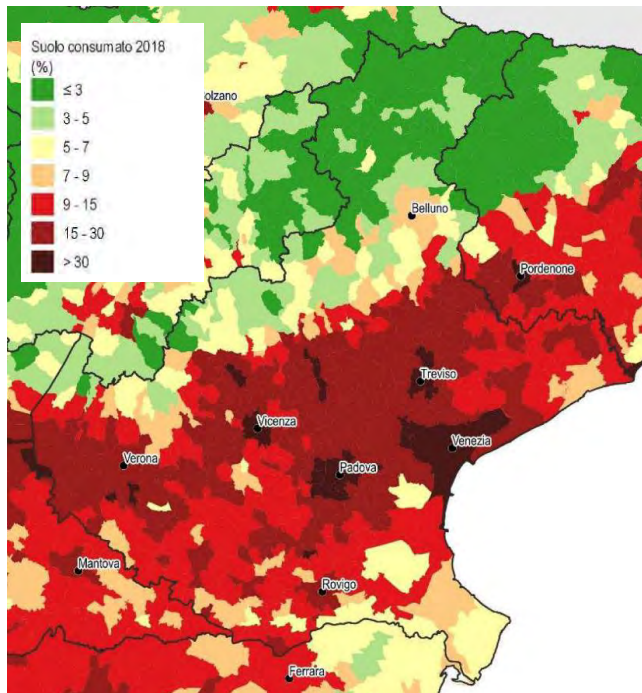 Suolo consumato 2018
(%)
≤ 3
3 - 5
5 - 7
7 - 9
9 - 15
15 - 30
> 30
olzano
Belluno
Pordenone
Treviso
Vicenza
Venezia
Verona
Padova
Mantova
Rovigo
Ferrara